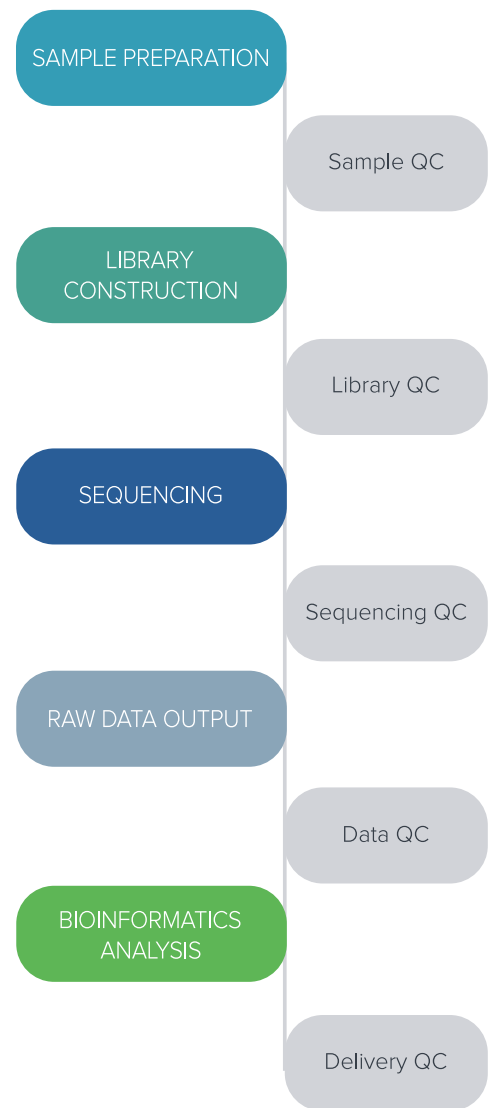 SAMPLE PREPARATION
Sample QC
LIBRARY
CONSTRUCTION
Library QC
SEQUENCING
Sequencing QC
RAW DATA OUTPUT
Data QC
BIOINFORMATICS
ANALYSIS
Delivery QC